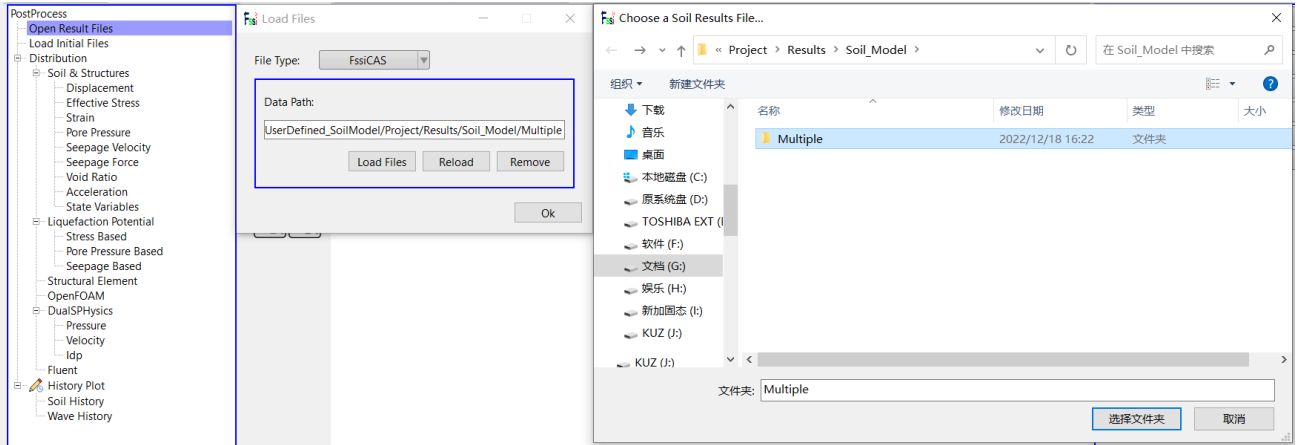 PostProcess
Open Result Files
Load Initial Files
Distribution
Soil & Structures
Displacement
Effective Stress
Strain
Pore Pressure
Seepage Velocity
Seepage Force
Void Ratio
Acceleration
State Variables
Liquefaction Potential
Stress Based
Pore Pressure Based
Seepage Based
Structural Element
OpenFOAM
DualSPHysics
Pressure
Velocity
Idp
Fluent
History Plot
Soil History
Wave History
Load Files
File Type: FssiCAS
Data Path:
UserDefined_SoilModel/Project/Results/Soil_Model/Multiple
Load Files Reload Remove
Ok
Choose a Soil Results File...
« Project › Results › Soil_Model ›
在 Soil_Model 中搜索
组织 新建文件夹
名称 修改日期 类型 大小
Multiple 2022/12/18 16:22 文件夹
下载
音乐
桌面
本地磁盘 (C:)
原系统盘 (D:)
TOSHIBA EXT (
软件 (F:)
文档 (G:)
娱乐 (H:)
新加固态 (I:)
KUZ (J:)
KUZ (J:)
文件夹: Multiple
选择文件夹 取消